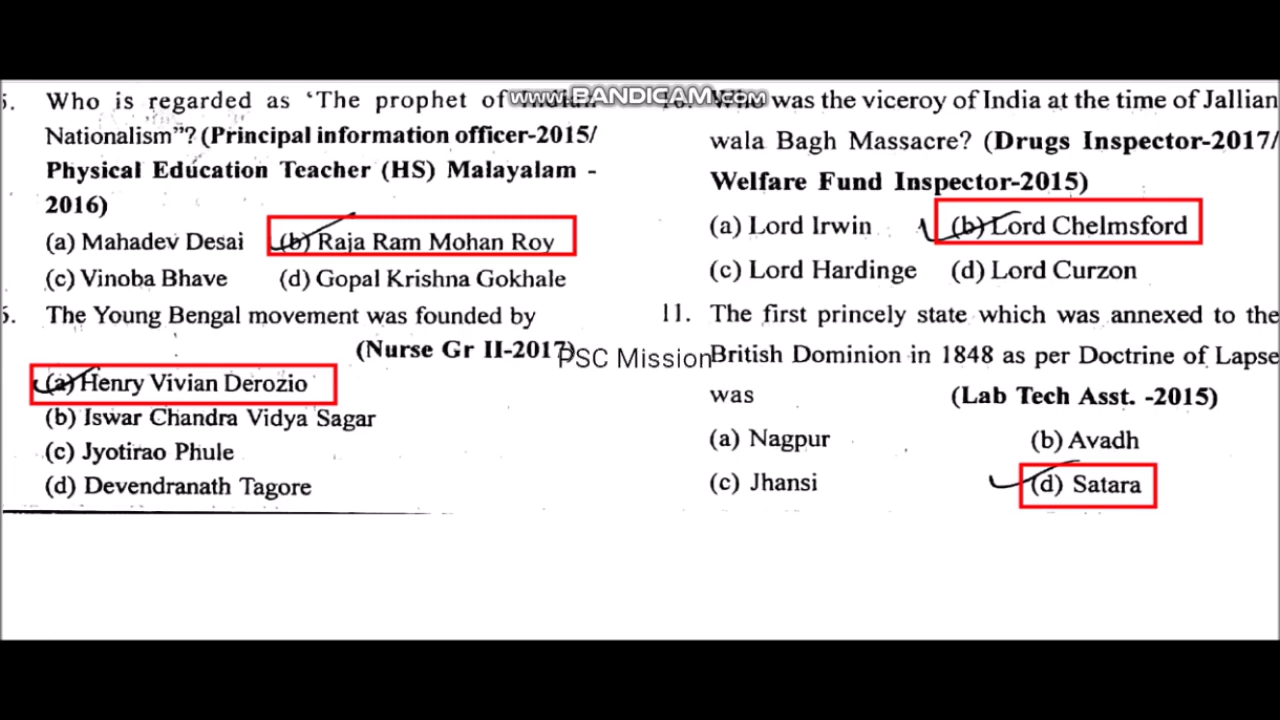 www.BANDICAM.com
5. Who is regarded as ‘The prophet of Indian
Nationalism”? (Principal information officer-2015/
Physical Education Teacher (HS) Malayalam -
2016)
(a) Mahadev Desai (b) Raja Ram Mohan Roy
(c) Vinoba Bhave (d) Gopal Krishna Gokhale
The Young Bengal movement was founded by
(Nurse Gr II-2017)
(a) Henry Vivian Derozio
(b) Iswar Chandra Vidya Sagar
(c) Jyotirao Phule
(d) Devendranath Tagore
PSC Mission
Who was the viceroy of India at the time of Jallian
wala Bagh Massacre? (Drugs Inspector-2017/
Welfare Fund Inspector-2015)
(a) Lord Irwin (b) Lord Chelmsford
(c) Lord Hardinge (d) Lord Curzon
11. The first princely state which was annexed to the
British Dominion in 1848 as per Doctrine of Lapse
was (Lab Tech Asst. -2015)
(a) Nagpur (b) Avadh
(c) Jhansi (d) Satara